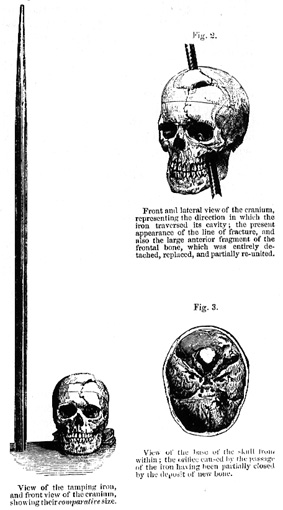 Fig. 2.
Front and lateral view of the cranium,
representing the direction in which the
iron traversed its cavity; the present
appearance of the line of fracture, and
also the large anterior fragment of the
frontal bone, which was entirely de-
tached, replaced, and partially re-united.
Fig. 3.
View of the base of the skull from
within; the orifice caused by the passage
of the iron having been partially closed
by the deposit of new bone.
View of the tamping iron,
and front view of the cranium,
showing their comparative size.